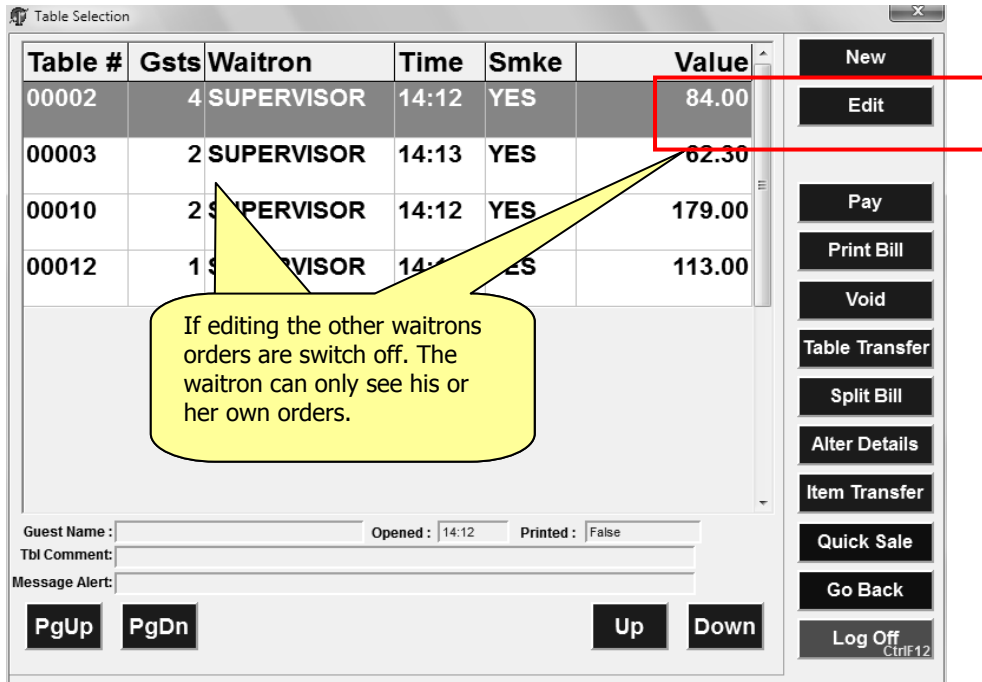 Table Selection
Table # Gsts Waitron Time Smke Value
00002 4 SUPERVISOR 14:12 YES 84.00
00003 2 SUPERVISOR 14:13 YES 62.30
00010 2 SUPERVISOR 14:12 YES 179.00
00012 1 113.00
If editing the other waitrons
orders are switch off. The
waitron can only see his or
her own orders.
Guest Name : Opened : 14:12 Printed : False
Tbl Comment:
Message Alert:
PgUp PgDn Up Down
New
Edit
Pay
Print Bill
Void
Table Transfer
Split Bill
Alter Details
Item Transfer
Quick Sale
Go Back
Log Off
CtrlF12